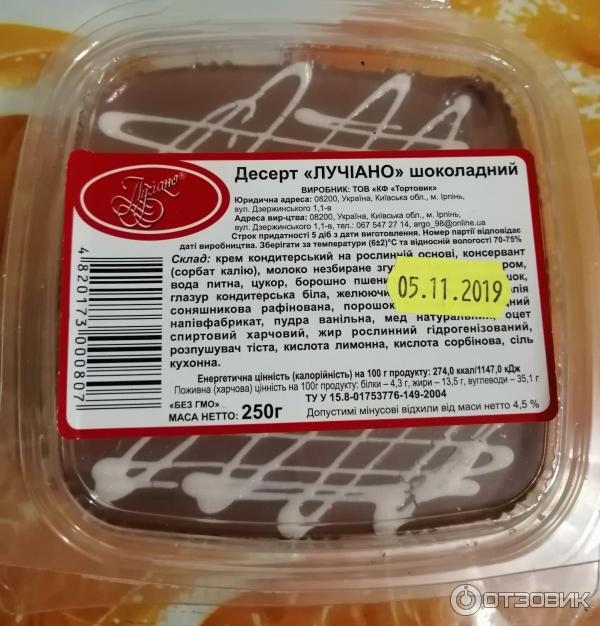 Десерт «ЛУЧІАНО» шоколадний
Лучіано®
ВИРОБНИК: ТОВ «КФ «Тортовик»
Юридична адреса: 08200, Україна, Київська обл., м. Ірпінь,
вул. Дзержинського 1,1-в
Адреса вир-цтва: 08200, Україна, Київська обл., м. Ірпінь,
вул. Дзержинського 1,1-в, тел.: 067 547 27 14, argo_98@online.ua
Строк придатності 5 діб з дати виготовлення. Номер партії відповідає
даті виробництва. Зберігати за температури (6±2)°С та відносній вологості 70-75%
Склад: крем кондитерський на рослинній основі, консервант
(сорбат калію), молоко незбиране
вода питна, цукор, борошно
глазур кондитерська біла,
соняшникова рафінована, порошок
напівфабрикат, пудра ванільна, мед оцет
спиртовий харчовий, жир рослинний гідрогенізований,
розпушувач тіста, кислота лимонна, кислота сорбінова, сіль
кухонна.
05.11.2019
Енергетична цінність (калорійність) на 100 г продукту: 274,0 ккал/1147,0 кДж
Поживна (харчова) цінність на 100г продукту: білки – 4,3 г, жири – 13,5 г, вуглеводи – 35,1 г
«БЕЗ ГМО» ТУ У 15.8-01753776-149-2004
МАСА НЕТТО: 250г Допустимі мінусові відхили від маси нетто 4,5 %
4820173000807
ОТЗОВИК